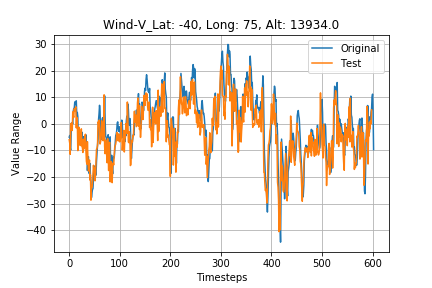 Wind-V_Lat: -40, Long: 75, Alt: 13934.0
Original
Test
30
20
10
0
−10
−20
−30
−40
Value Range
0 100 200 300 400 500 600
Timesteps